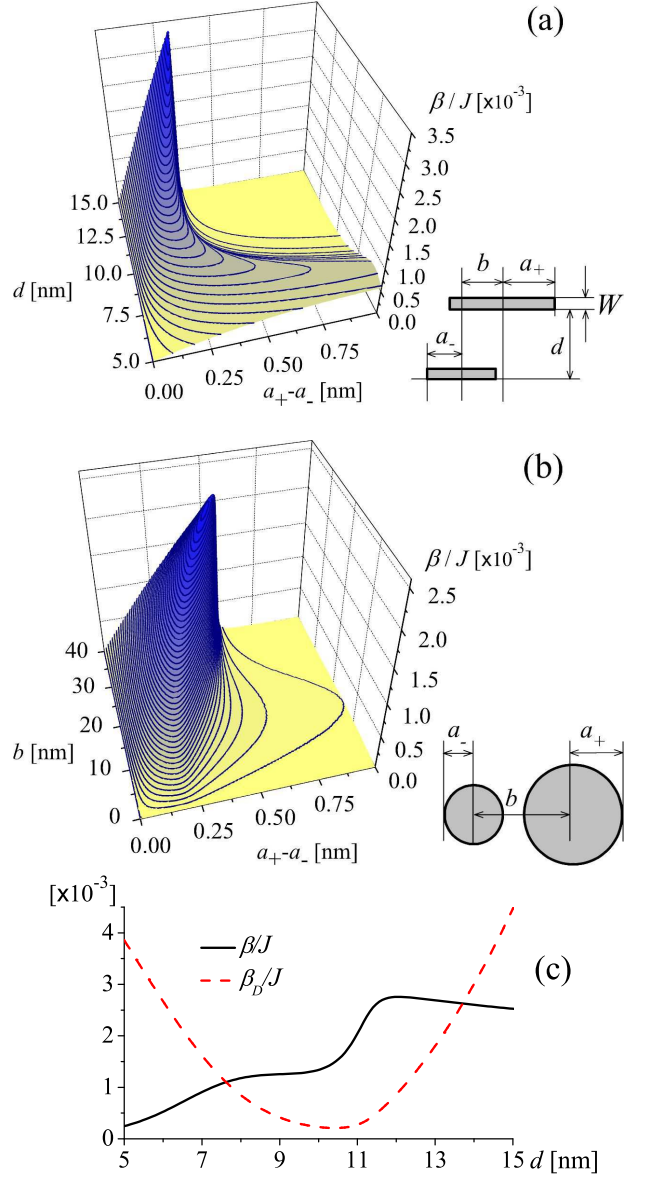 (a)
β / J [x10⁻³]
3.5
3.0
2.5
2.0
1.5
1.0
0.5
0.0
15.0
12.5
10.0
7.5
5.0
d [nm]
0.00
0.25
0.50
0.75
a₊-a₋ [nm]
b
a₊
W
a₋
d
(b)
β / J [x10⁻³]
2.5
2.0
1.5
1.0
0.5
0.0
40
30
20
10
0
b [nm]
0.00
0.25
0.50
0.75
a₊-a₋ [nm]
a₋
a₊
b
[x10⁻³]
4
3
2
1
0
β/J
β_D/J
(c)
5 7 9 11 13 15 d [nm]